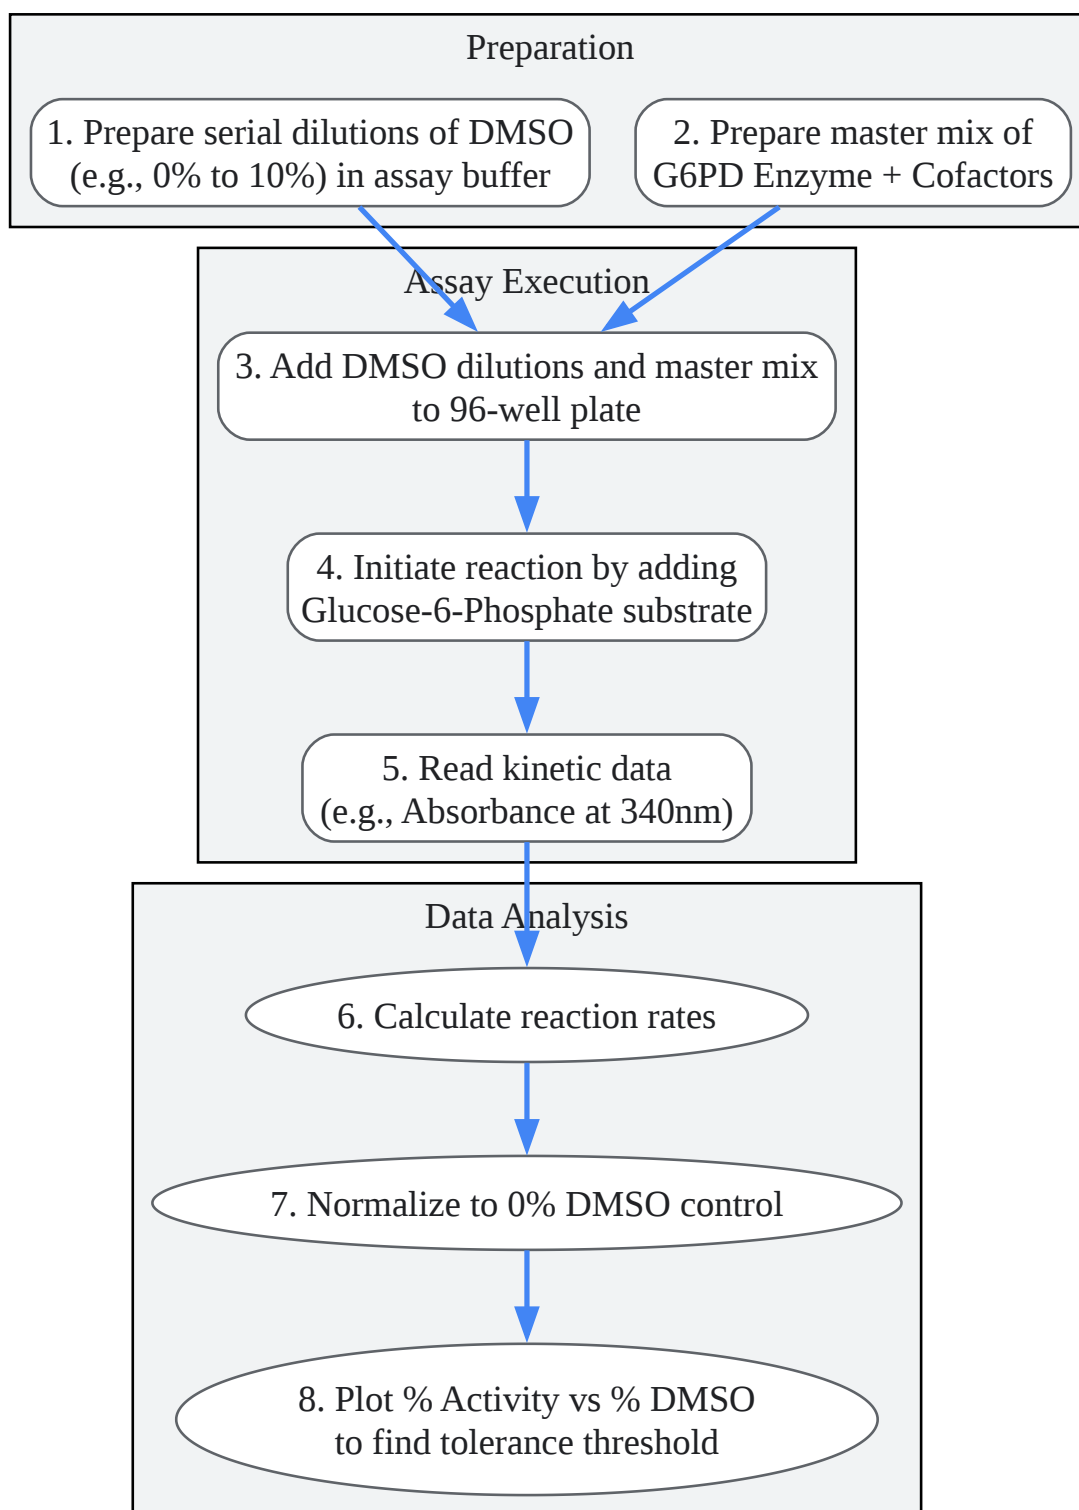 Preparation
1. Prepare serial dilutions of DMSO
(e.g., 0% to 10%) in assay buffer
2. Prepare master mix of
G6PD Enzyme + Cofactors
Assay Execution
3. Add DMSO dilutions and master mix
to 96-well plate
4. Initiate reaction by adding
Glucose-6-Phosphate substrate
5. Read kinetic data
(e.g., Absorbance at 340nm)
Data Analysis
6. Calculate reaction rates
7. Normalize to 0% DMSO control
8. Plot % Activity vs % DMSO
to find tolerance threshold